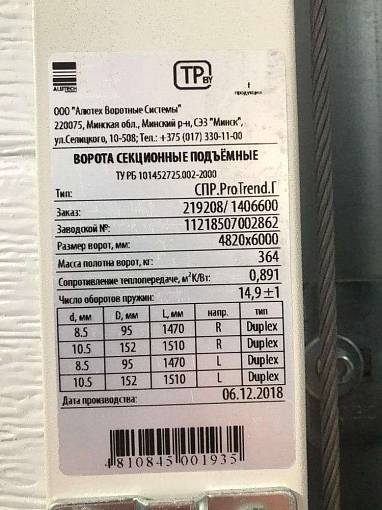 ALUTECH
TP BY
продукции
ООО "Алютех Воротные Системы"
220075, Минская обл., Минский р-н, СЭЗ "Минск",
ул.Селицкого, 10-508; Тел.: +375 (017) 330-11-00
ВОРОТА СЕКЦИОННЫЕ ПОДЪЁМНЫЕ
ТУ РБ 101452725.002-2000
Тип: СПР.ProTrend.Г
Заказ: 219208/ 1406600
Заводской №: 11218507002862
Размер ворот, мм: 4820x6000
Масса полотна ворот, кг: 364
Сопротивление теплопередаче, м²К/Вт: 0,891
Число оборотов пружин: 14,9±1
d, мм D, мм L, мм напр. тип
8.5 95 1470 R Duplex
10.5 152 1510 R Duplex
8.5 95 1470 L Duplex
10.5 152 1510 L Duplex
Дата производства: 06.12.2018
4 810845 001935